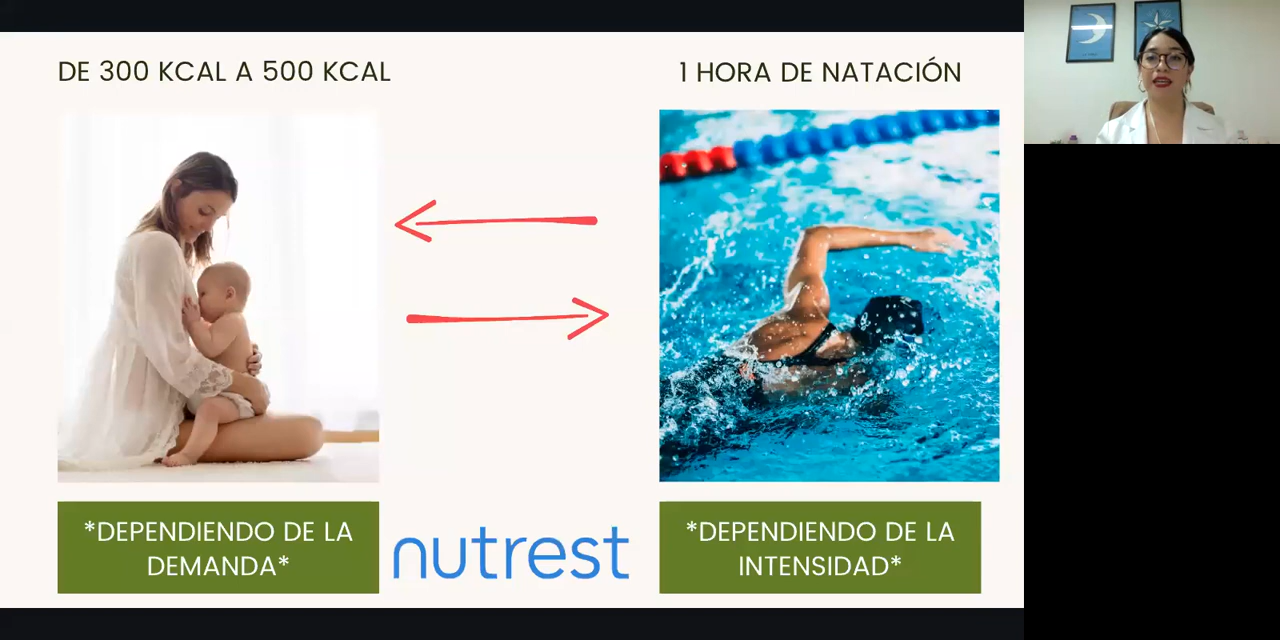 DE 300 KCAL A 500 KCAL
1 HORA DE NATACIÓN
*DEPENDIENDO DE LA
DEMANDA*
nutrest
*DEPENDIENDO DE LA
INTENSIDAD*